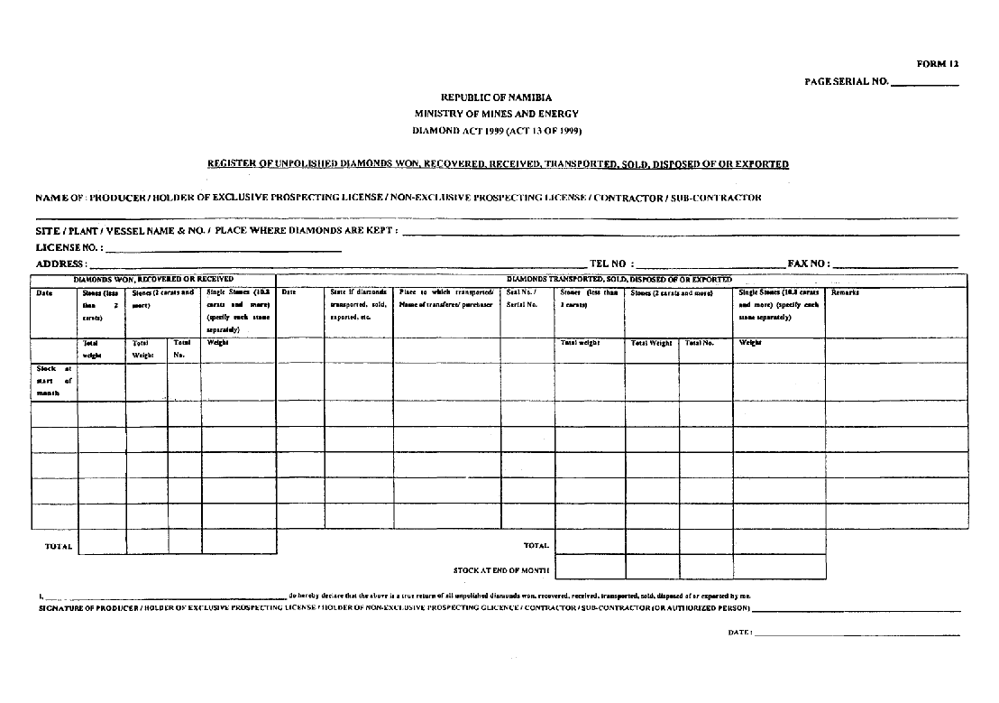 FORM 12
PAGE SERIAL NO.
REPUBLIC OF NAMIBIA
MINISTRY OF MINES AND ENERGY
DIAMOND ACT 1999 (ACT 13 OF 1999)
REGISTER OF UNPOLISHED DIAMONDS WON, RECOVERED, RECEIVED, TRANSPORTED, SOLD, DISPOSED OF OR EXPORTED
NAME OF : PRODUCER / HOLDER OF EXCLUSIVE PROSPECTING LICENSE / NON-EXCLUSIVE PROSPECTING LICENSE / CONTRACTOR / SUB-CONTRACTOR
SITE / PLANT / VESSEL NAME & NO. / PLACE WHERE DIAMONDS ARE KEPT :
LICENSE NO. :
ADDRESS : TEL NO : FAX NO :
DIAMONDS WON, RECOVERED OR RECEIVED
DIAMONDS TRANSPORTED, SOLD, DISPOSED OF OR EXPORTED
Date
Stones (less
than 2
carats)
Stones (2 carats and
more)
Single Stones (10.8
carats and more)
(specify each stone
separately)
Date
State if diamonds
transported, sold,
exported, etc.
Place to which transported/
Name of transferee/ purchaser
Seal No. /
Serial No.
Stones (less than
2 carats)
Stones (2 carats and more)
Single Stones (10.8 carats
and more) (specify each
stone separately)
Remarks
Total
weight
Total
Weight
Total
No.
Weight
Total weight
Total Weight
Total No.
Weight
Stock at
start of
month
TOTAL
TOTAL
STOCK AT END OF MONTH
I, do hereby declare that the above is a true return of all unpolished diamonds won, recovered, received, transported, sold, disposed of or exported by me.
SIGNATURE OF PRODUCER / HOLDER OF EXCLUSIVE PROSPECTING LICENSE / HOLDER OF NON-EXCLUSIVE PROSPECTING GLICENCE / CONTRACTOR / SUB-CONTRACTOR (OR AUTHORIZED PERSON)
DATE :